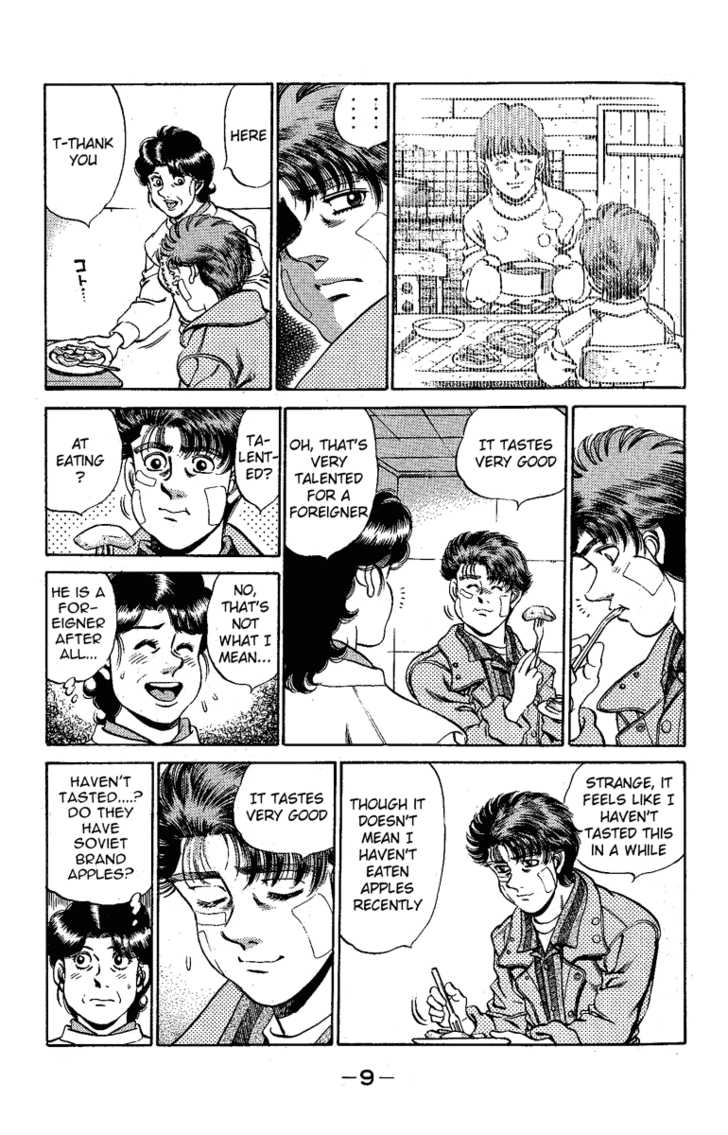 . . . . .
HERE
T-THANK
YOU
コト…
IT TASTES
VERY GOOD
OH, THAT'S
VERY
TALENTED
FOR A
FOREIGNER
TA-
LENT-
ED?
AT
EATING
?
NO,
THAT'S
NOT
WHAT I
MEAN...
HE IS A
FOR-
EIGNER
AFTER
ALL...
STRANGE, IT
FEELS LIKE I
HAVEN'T
TASTED THIS
IN A WHILE
THOUGH IT
DOESN'T
MEAN I
HAVEN'T
EATEN
APPLES
RECENTLY
IT TASTES
VERY GOOD
HAVEN'T
TASTED....?
DO THEY
HAVE
SOVIET
BRAND
APPLES?
—9—